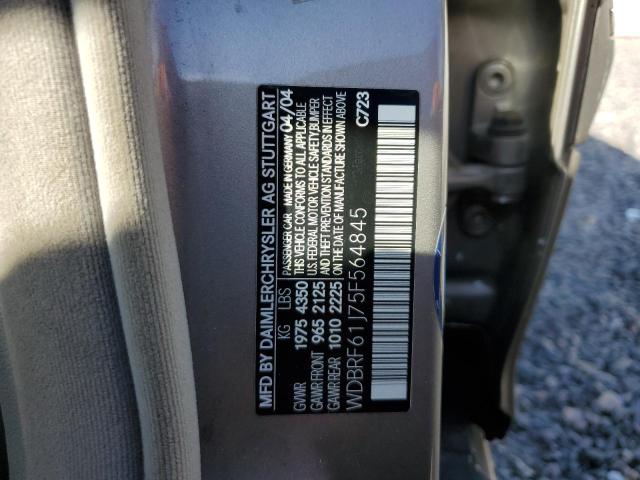 MFD BY DAIMLERCHRYSLER AG STUTTGART
PASSENGER CAR MADE IN GERMANY 04/04
KG LBS THIS VEHICLE CONFORMS TO ALL APPLICABLE
GVWR 1975 4350 U.S. FEDERAL MOTOR VEHICLE SAFETY,BUMPER
GAWR FRONT 965 2125 AND THEFT PREVENTION STANDARDS IN EFFECT
GAWR REAR 1010 2225 ON THE DATE OF MANUFACTURE SHOWN ABOVE
WDBRF61J75F564845 C723